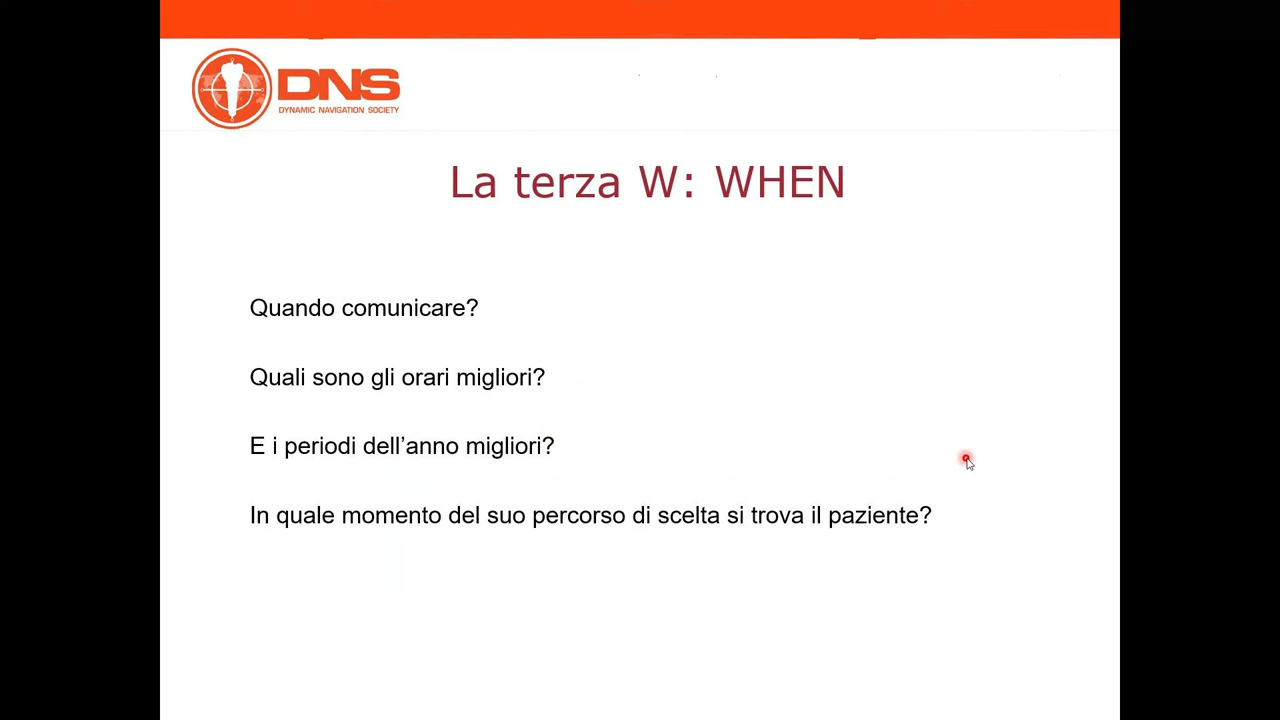 DNS
DYNAMIC NAVIGATION SOCIETY
La terza W: WHEN
Quando comunicare?
Quali sono gli orari migliori?
E i periodi dell’anno migliori?
In quale momento del suo percorso di scelta si trova il paziente?